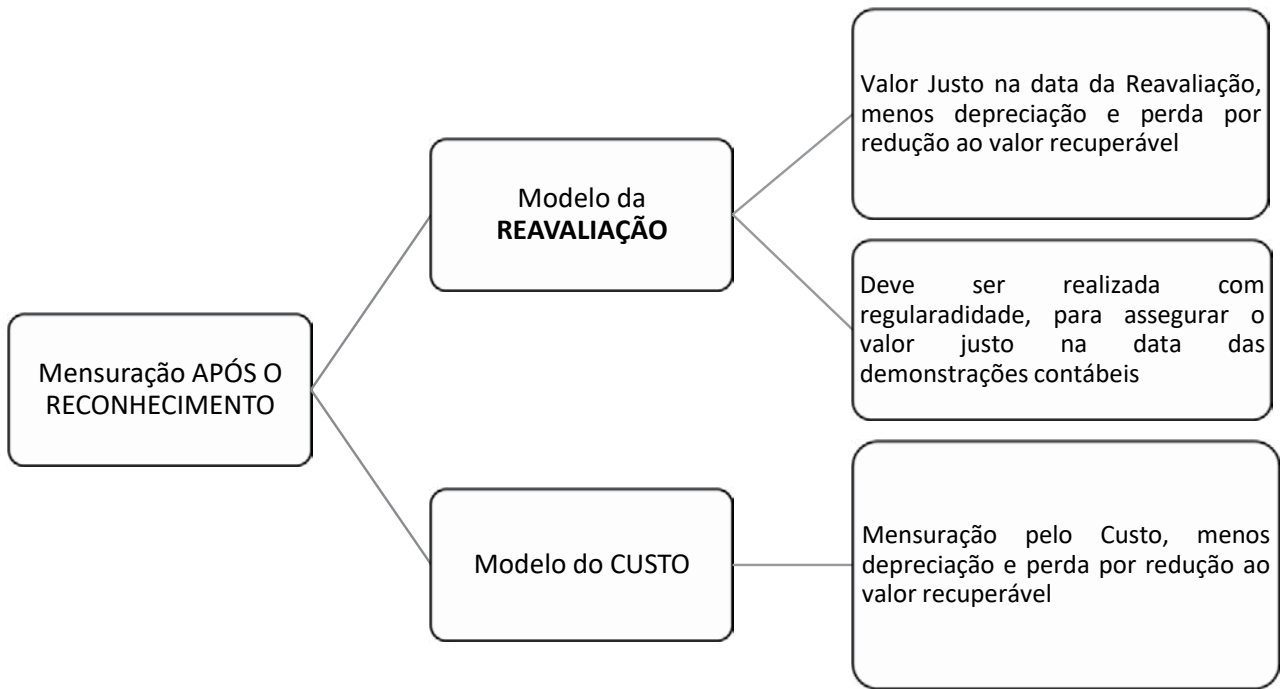 Mensuração APÓS O
RECONHECIMENTO
Modelo da
REAVALIAÇÃO
Valor Justo na data da Reavaliação,
menos depreciação e perda por
redução ao valor recuperável
Deve ser realizada com
regularadidade, para assegurar o
valor justo na data das
demonstrações contábeis
Modelo do CUSTO
Mensuração pelo Custo, menos
depreciação e perda por redução ao
valor recuperável